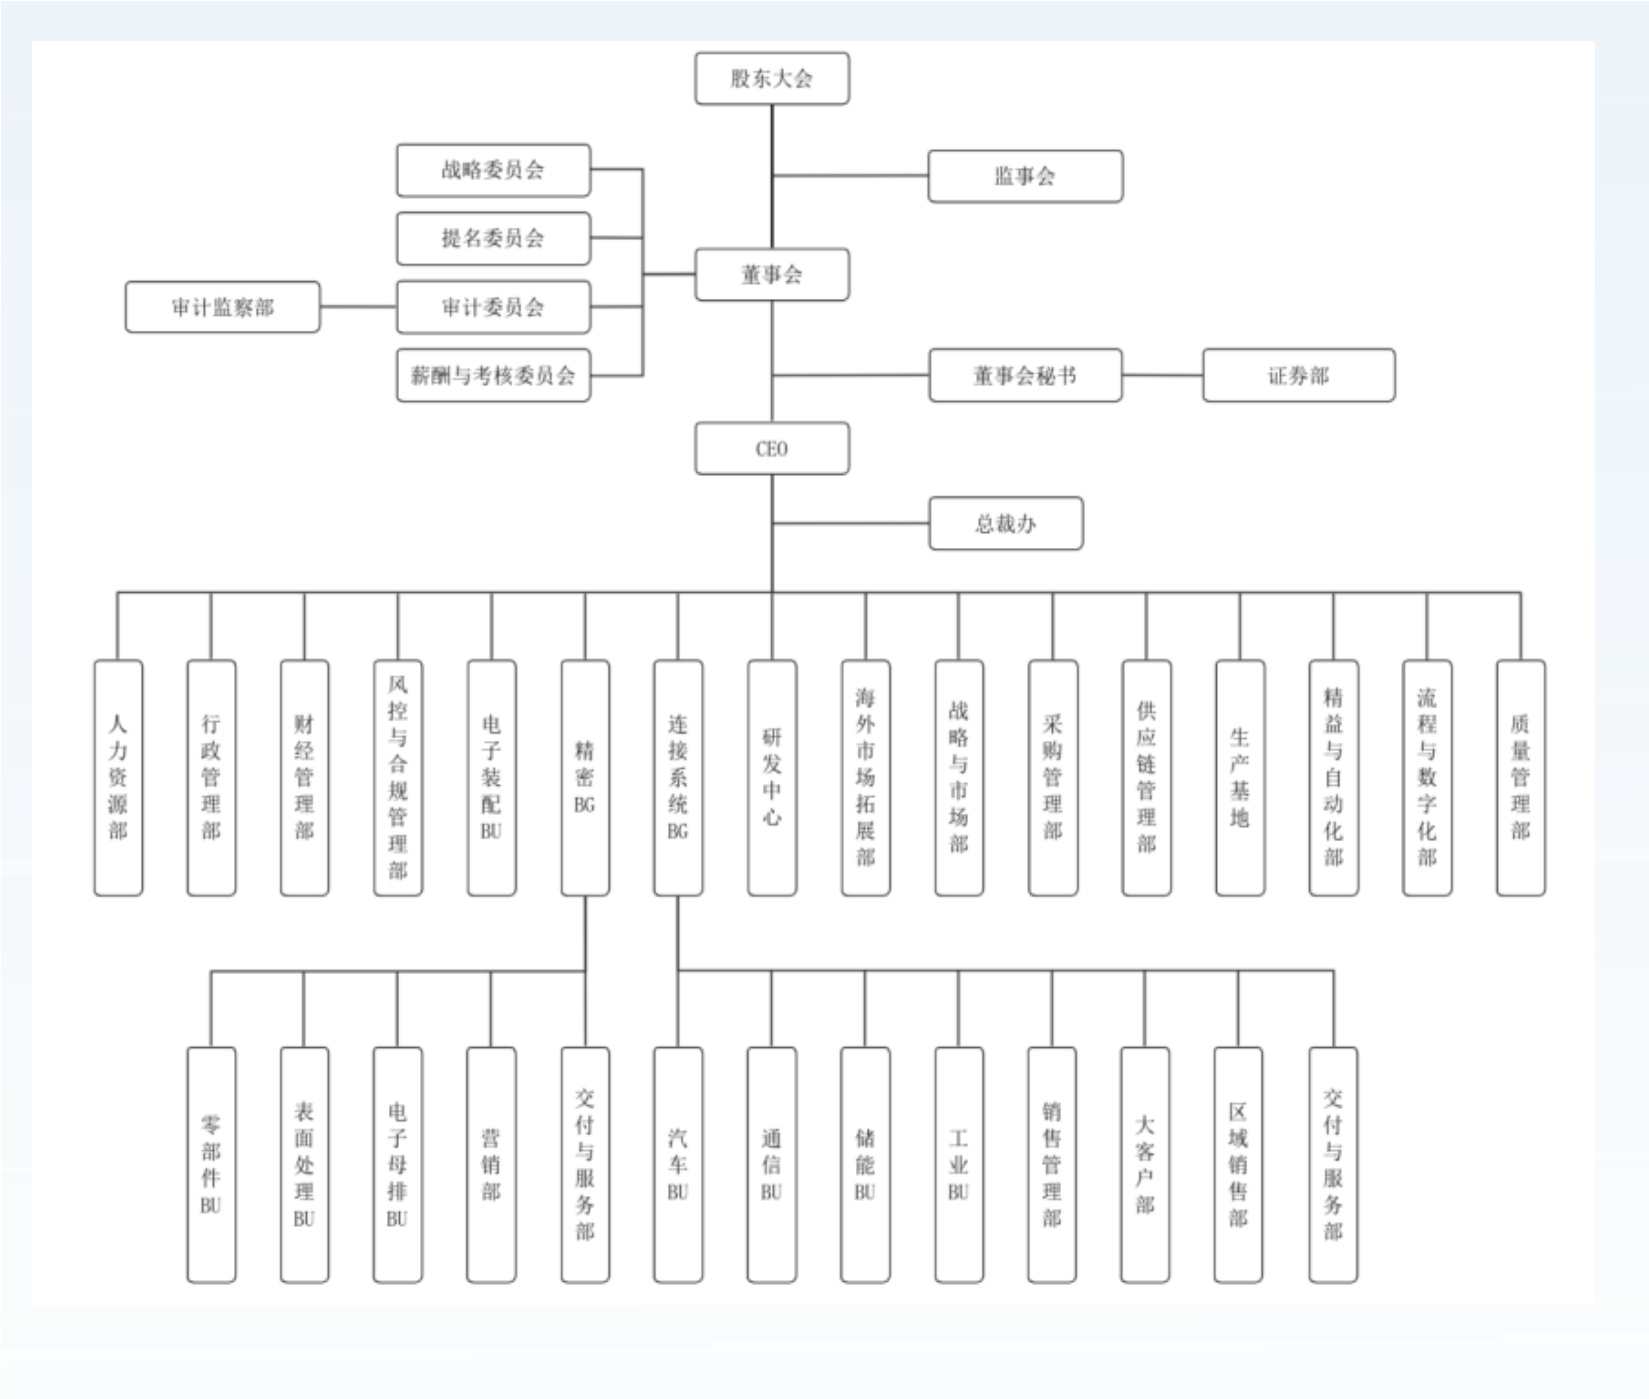 股东大会
战略委员会
监事会
提名委员会
董事会
审计监察部
审计委员会
薪酬与考核委员会
董事会秘书
证券部
CEO
总裁办
人力资源部
行政管理部
财经管理部
风控与合规管理部
电子装配BU
精密BG
连接系统BG
研发中心
海外市场拓展部
战略与市场部
采购管理部
供应链管理部
生产基地
精益与自动化部
流程与数字化部
质量管理部
零部件BU
表面处理BU
电子母排BU
营销部
交付与服务部
汽车BU
通信BU
储能BU
工业BU
销售管理部
大客户部
区域销售部
交付与服务部